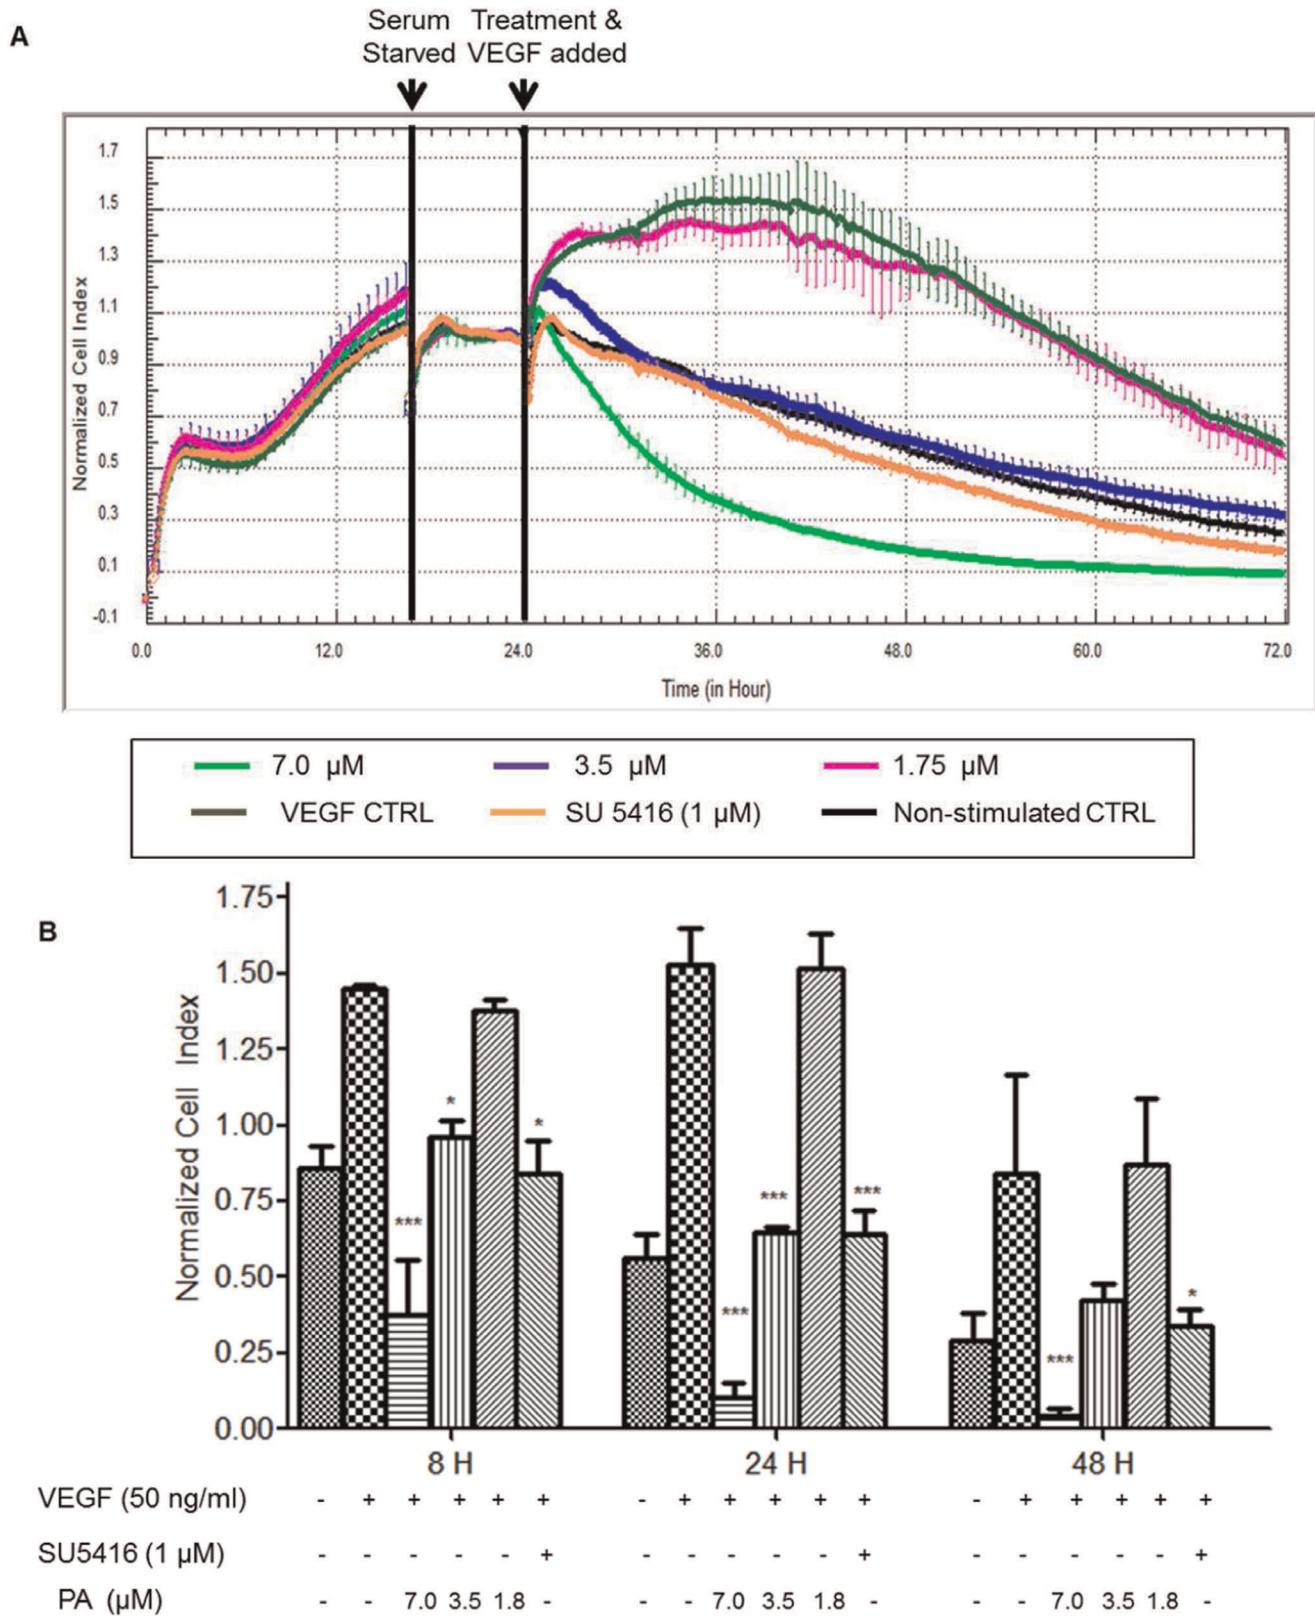 A
Serum Treatment &
Starved VEGF added
Normalized Cell Index
1.7
1.5
1.3
1.1
0.9
0.7
0.5
0.3
0.1
-0.1
0.0 12.0 24.0 36.0 48.0 60.0 72.0
Time (in Hour)
7.0 µM 3.5 µM 1.75 µM
VEGF CTRL SU 5416 (1 µM) Non-stimulated CTRL
B
Normalized Cell Index
1.75
1.50
1.25
1.00
0.75
0.50
0.25
0.00
*** * *
*** *** ***
*** *
8 H 24 H 48 H
VEGF (50 ng/ml) - + + + + + - + + + + + - + + + + +
SU5416 (1 µM) - - - - - + - - - - - + - - - - - +
PA (µM) - - 7.0 3.5 1.8 - - - 7.0 3.5 1.8 - - - 7.0 3.5 1.8 -